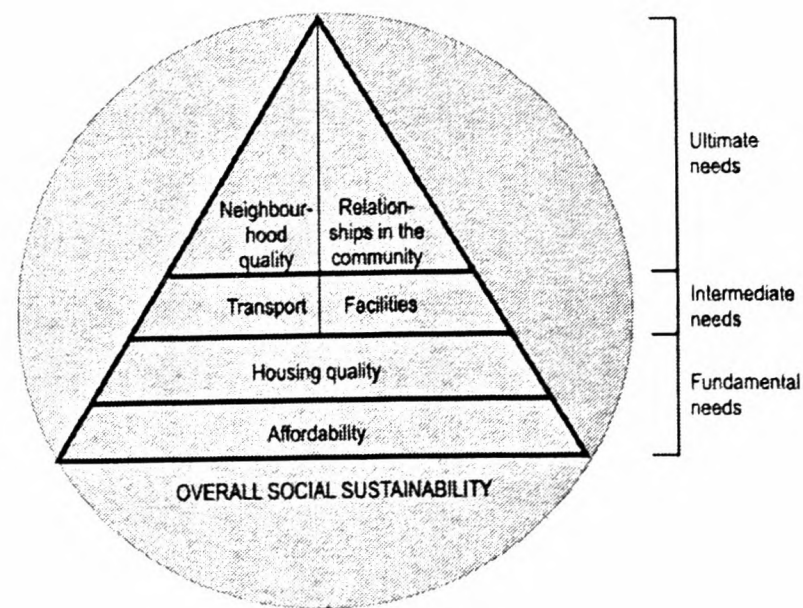 Ultimate
needs
Neighbour-
hood
quality
Relation-
ships in the
community
Transport
Facilities
Intermediate
needs
Housing quality
Fundamental
needs
Affordability
OVERALL SOCIAL SUSTAINABILITY